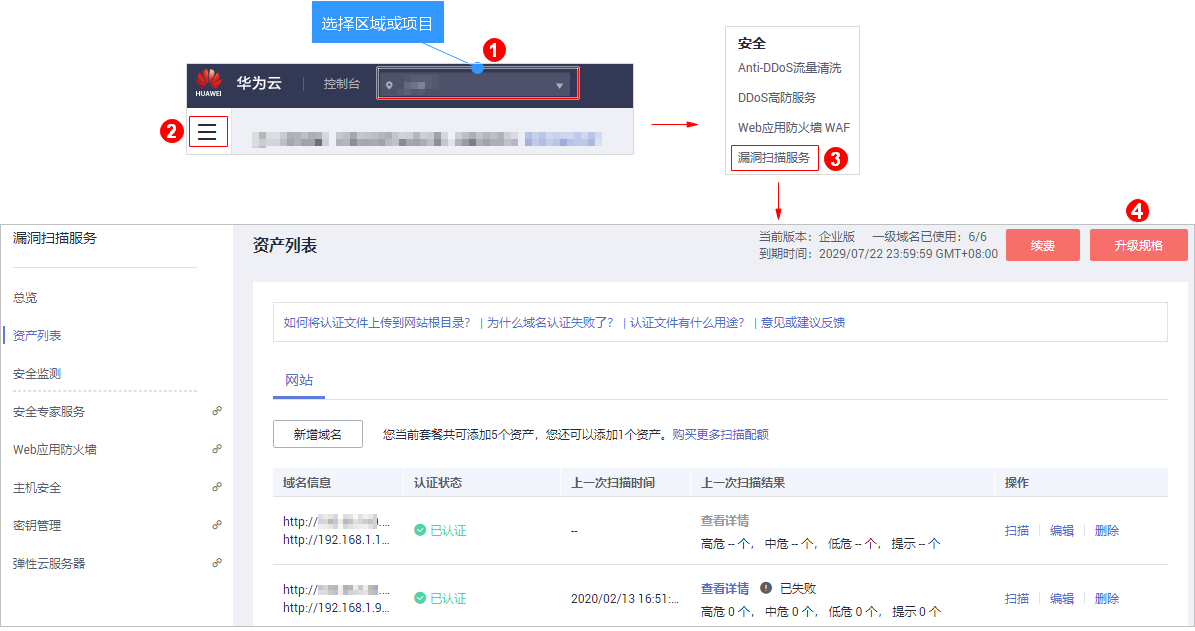 选择区域或项目
1
HUAWEI
华为云
控制台
2
安全
Anti-DDoS流量清洗
DDoS高防服务
Web应用防火墙 WAF
漏洞扫描服务
3
4
漏洞扫描服务
总览
资产列表
安全监测
安全专家服务
Web应用防火墙
主机安全
密钥管理
弹性云服务器
资产列表
当前版本： 企业版 一级域名已使用： 6/6
到期时间： 2029/07/22 23:59:59 GMT+08:00
续费
升级规格
如何将认证文件上传到网站根目录？ | 为什么域名认证失败了？ | 认证文件有什么用途？ | 意见或建议反馈
网站
新增域名
您当前套餐共可添加5个资产，您还可以添加1个资产。购买更多扫描配额
域名信息 认证状态 上一次扫描时间 上一次扫描结果 操作
http://
http://192.168.1.1...
已认证
--
查看详情
高危 -- 个， 中危 -- 个， 低危 -- 个， 提示 -- 个
扫描 编辑 删除
http://
http://192.168.1.9...
已认证
2020/02/13 16:51:...
查看详情 已失败
高危 0 个， 中危 0 个， 低危 0 个， 提示 0 个
扫描 编辑 删除